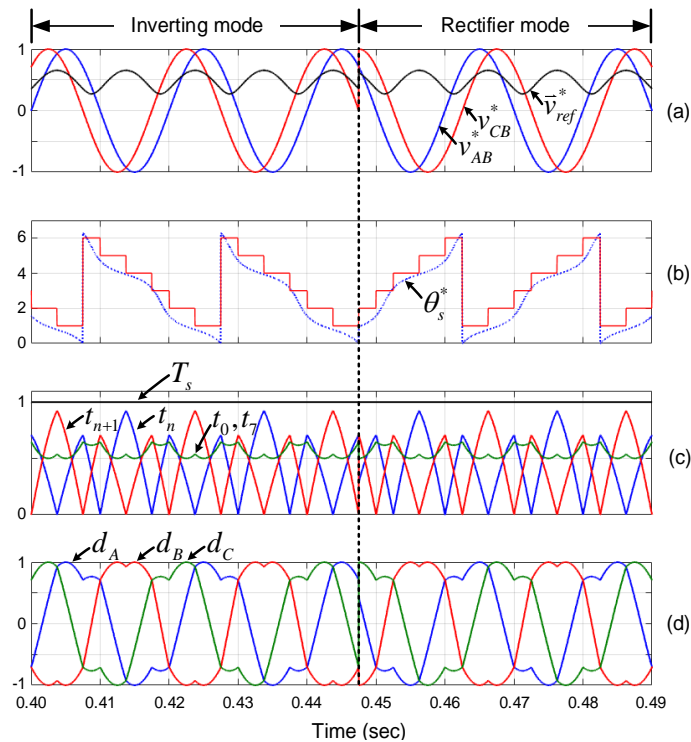 Inverting mode
Rectifier mode
1
0
-1
v̄*ref
v*CB
v*AB
(a)
6
4
2
0
θ*s
(b)
1
0
Ts
tn+1
tn
t0, t7
(c)
1
0
-1
dA
dB
dC
(d)
0.40 0.41 0.42 0.43 0.44 0.45 0.46 0.47 0.48 0.49
Time (sec)